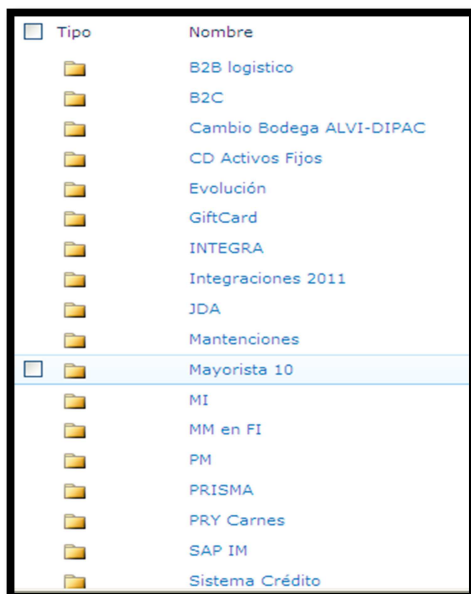 Tipo Nombre
B2B logistico
B2C
Cambio Bodega ALVI-DIPAC
CD Activos Fijos
Evolución
GiftCard
INTEGRA
Integraciones 2011
JDA
Mantenciones
Mayorista 10
MI
MM en FI
PM
PRISMA
PRY Carnes
SAP IM
Sistema Crédito